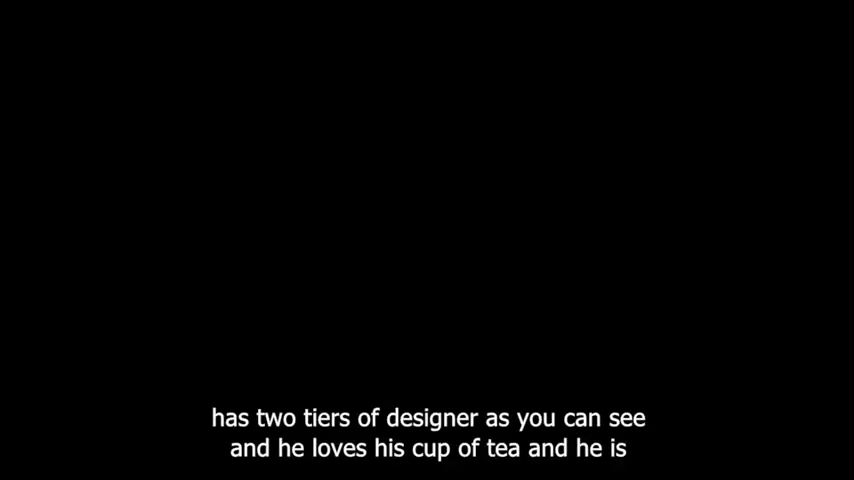 has two tiers of designer as you can see
and he loves his cup of tea and he is